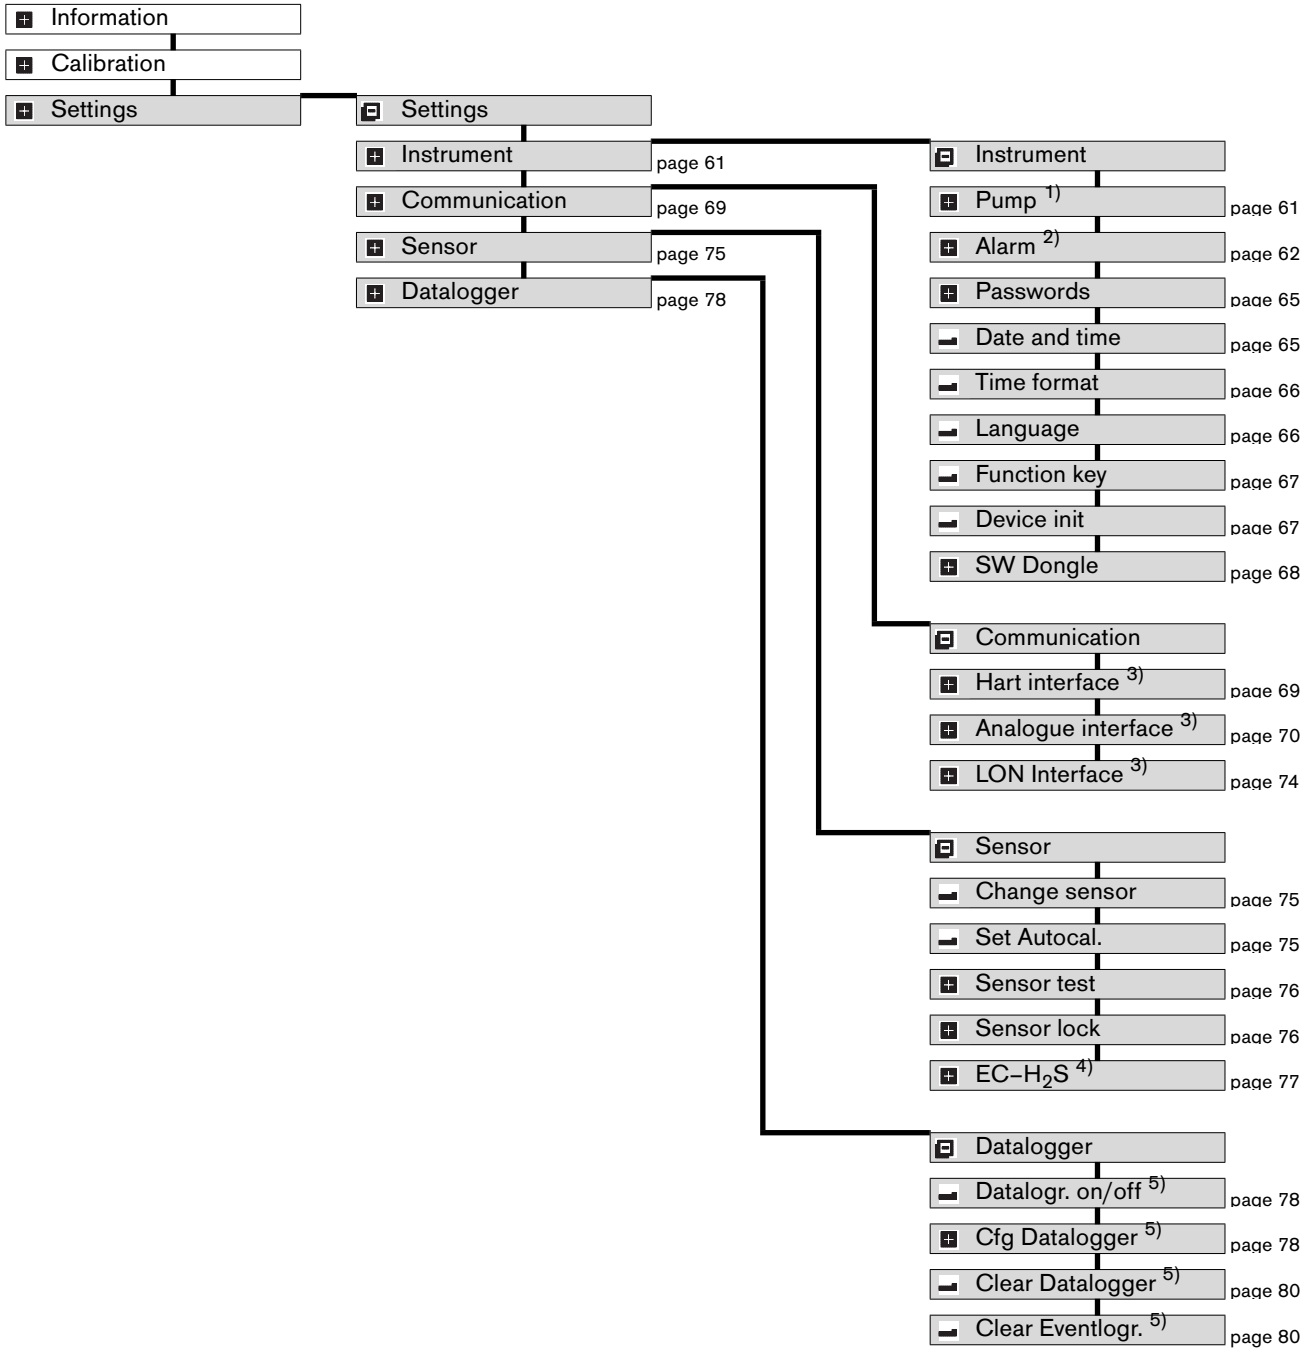 Information
Calibration
Settings
Settings
Instrument
page 61
Communication
page 69
Sensor
page 75
Datalogger
page 78
Instrument
Pump 1)
page 61
Alarm 2)
page 62
Passwords
page 65
Date and time
page 65
Time format
page 66
Language
page 66
Function key
page 67
Device init
page 67
SW Dongle
page 68
Communication
Hart interface 3)
page 69
Analogue interface 3)
page 70
LON Interface 3)
page 74
Sensor
Change sensor
page 75
Set Autocal.
page 75
Sensor test
page 76
Sensor lock
page 76
EC–H₂S 4)
page 77
Datalogger
Datalogr. on/off 5)
page 78
Cfg Datalogger 5)
page 78
Clear Datalogger 5)
page 80
Clear Eventlogr. 5)
page 80